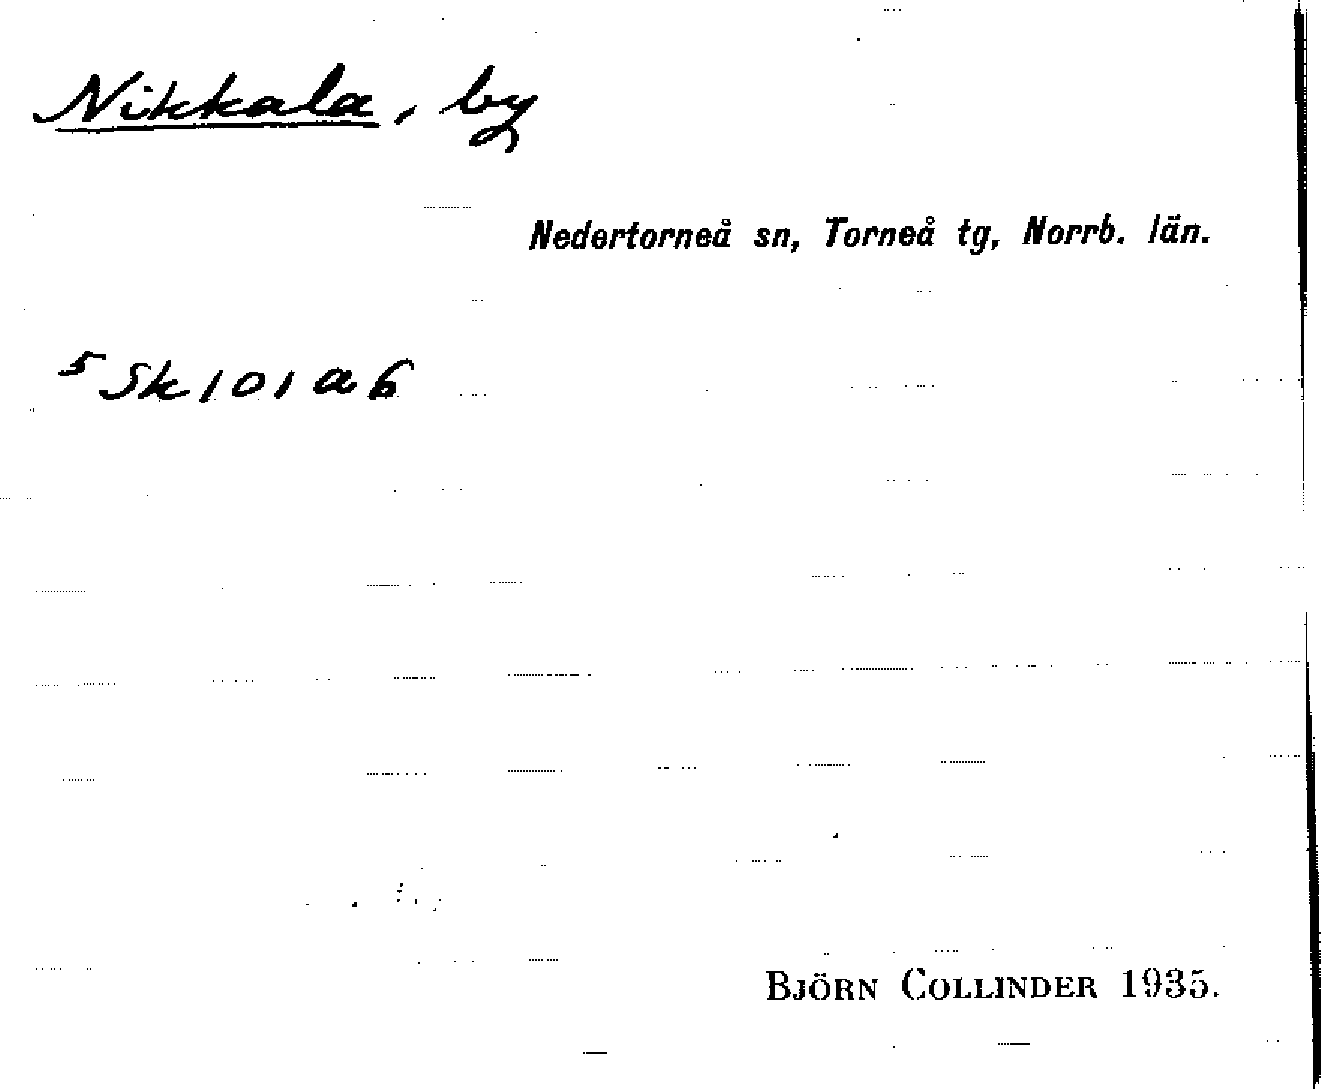 Nikkala, by
Nedertorneå sn, Torneå tg, Norrb. län.
5 Sk 101 a 6
BJÖRN COLLINDER 1935.